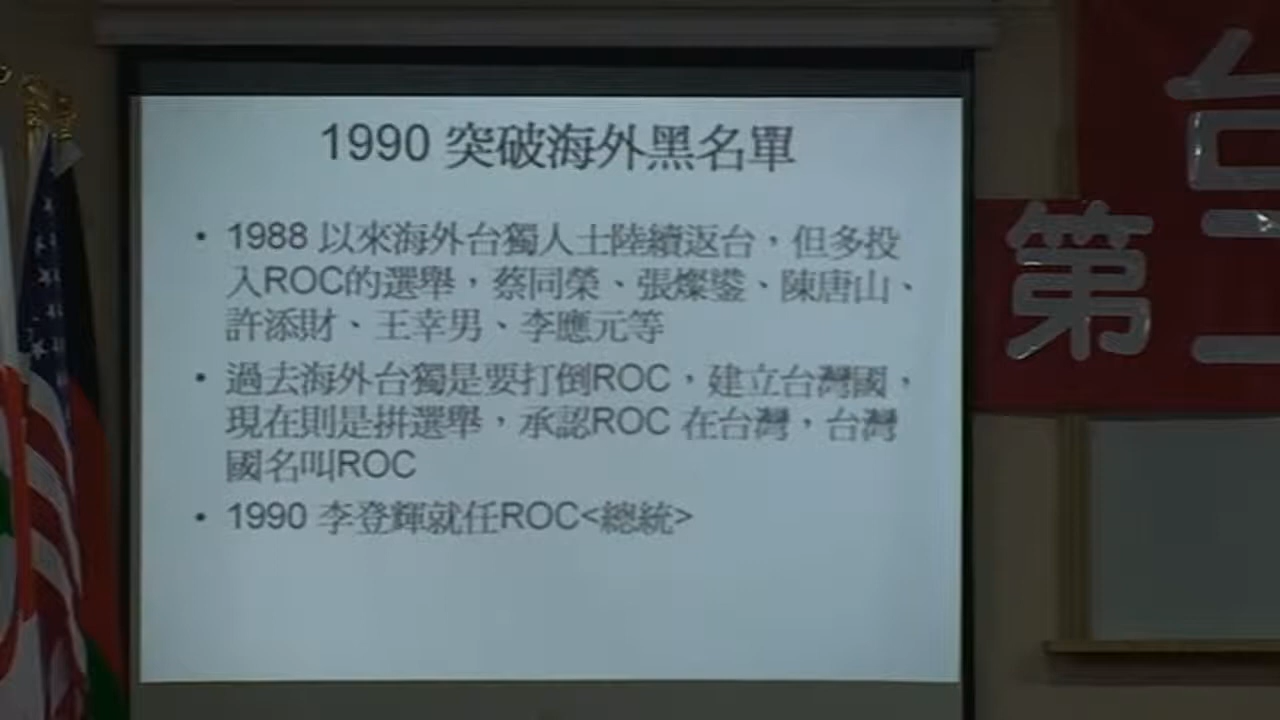 1990 突破海外黑名單
• 1988 以來海外台獨人士陸續返台，但多投
入ROC的選舉，蔡同榮、張燦鍙、陳唐山、
許添財、王幸男、李應元等
• 過去海外台獨是要打倒ROC，建立台灣國，
現在則是拚選舉，承認ROC 在台灣，台灣
國名叫ROC
• 1990 李登輝就任ROC<總統>
台
第